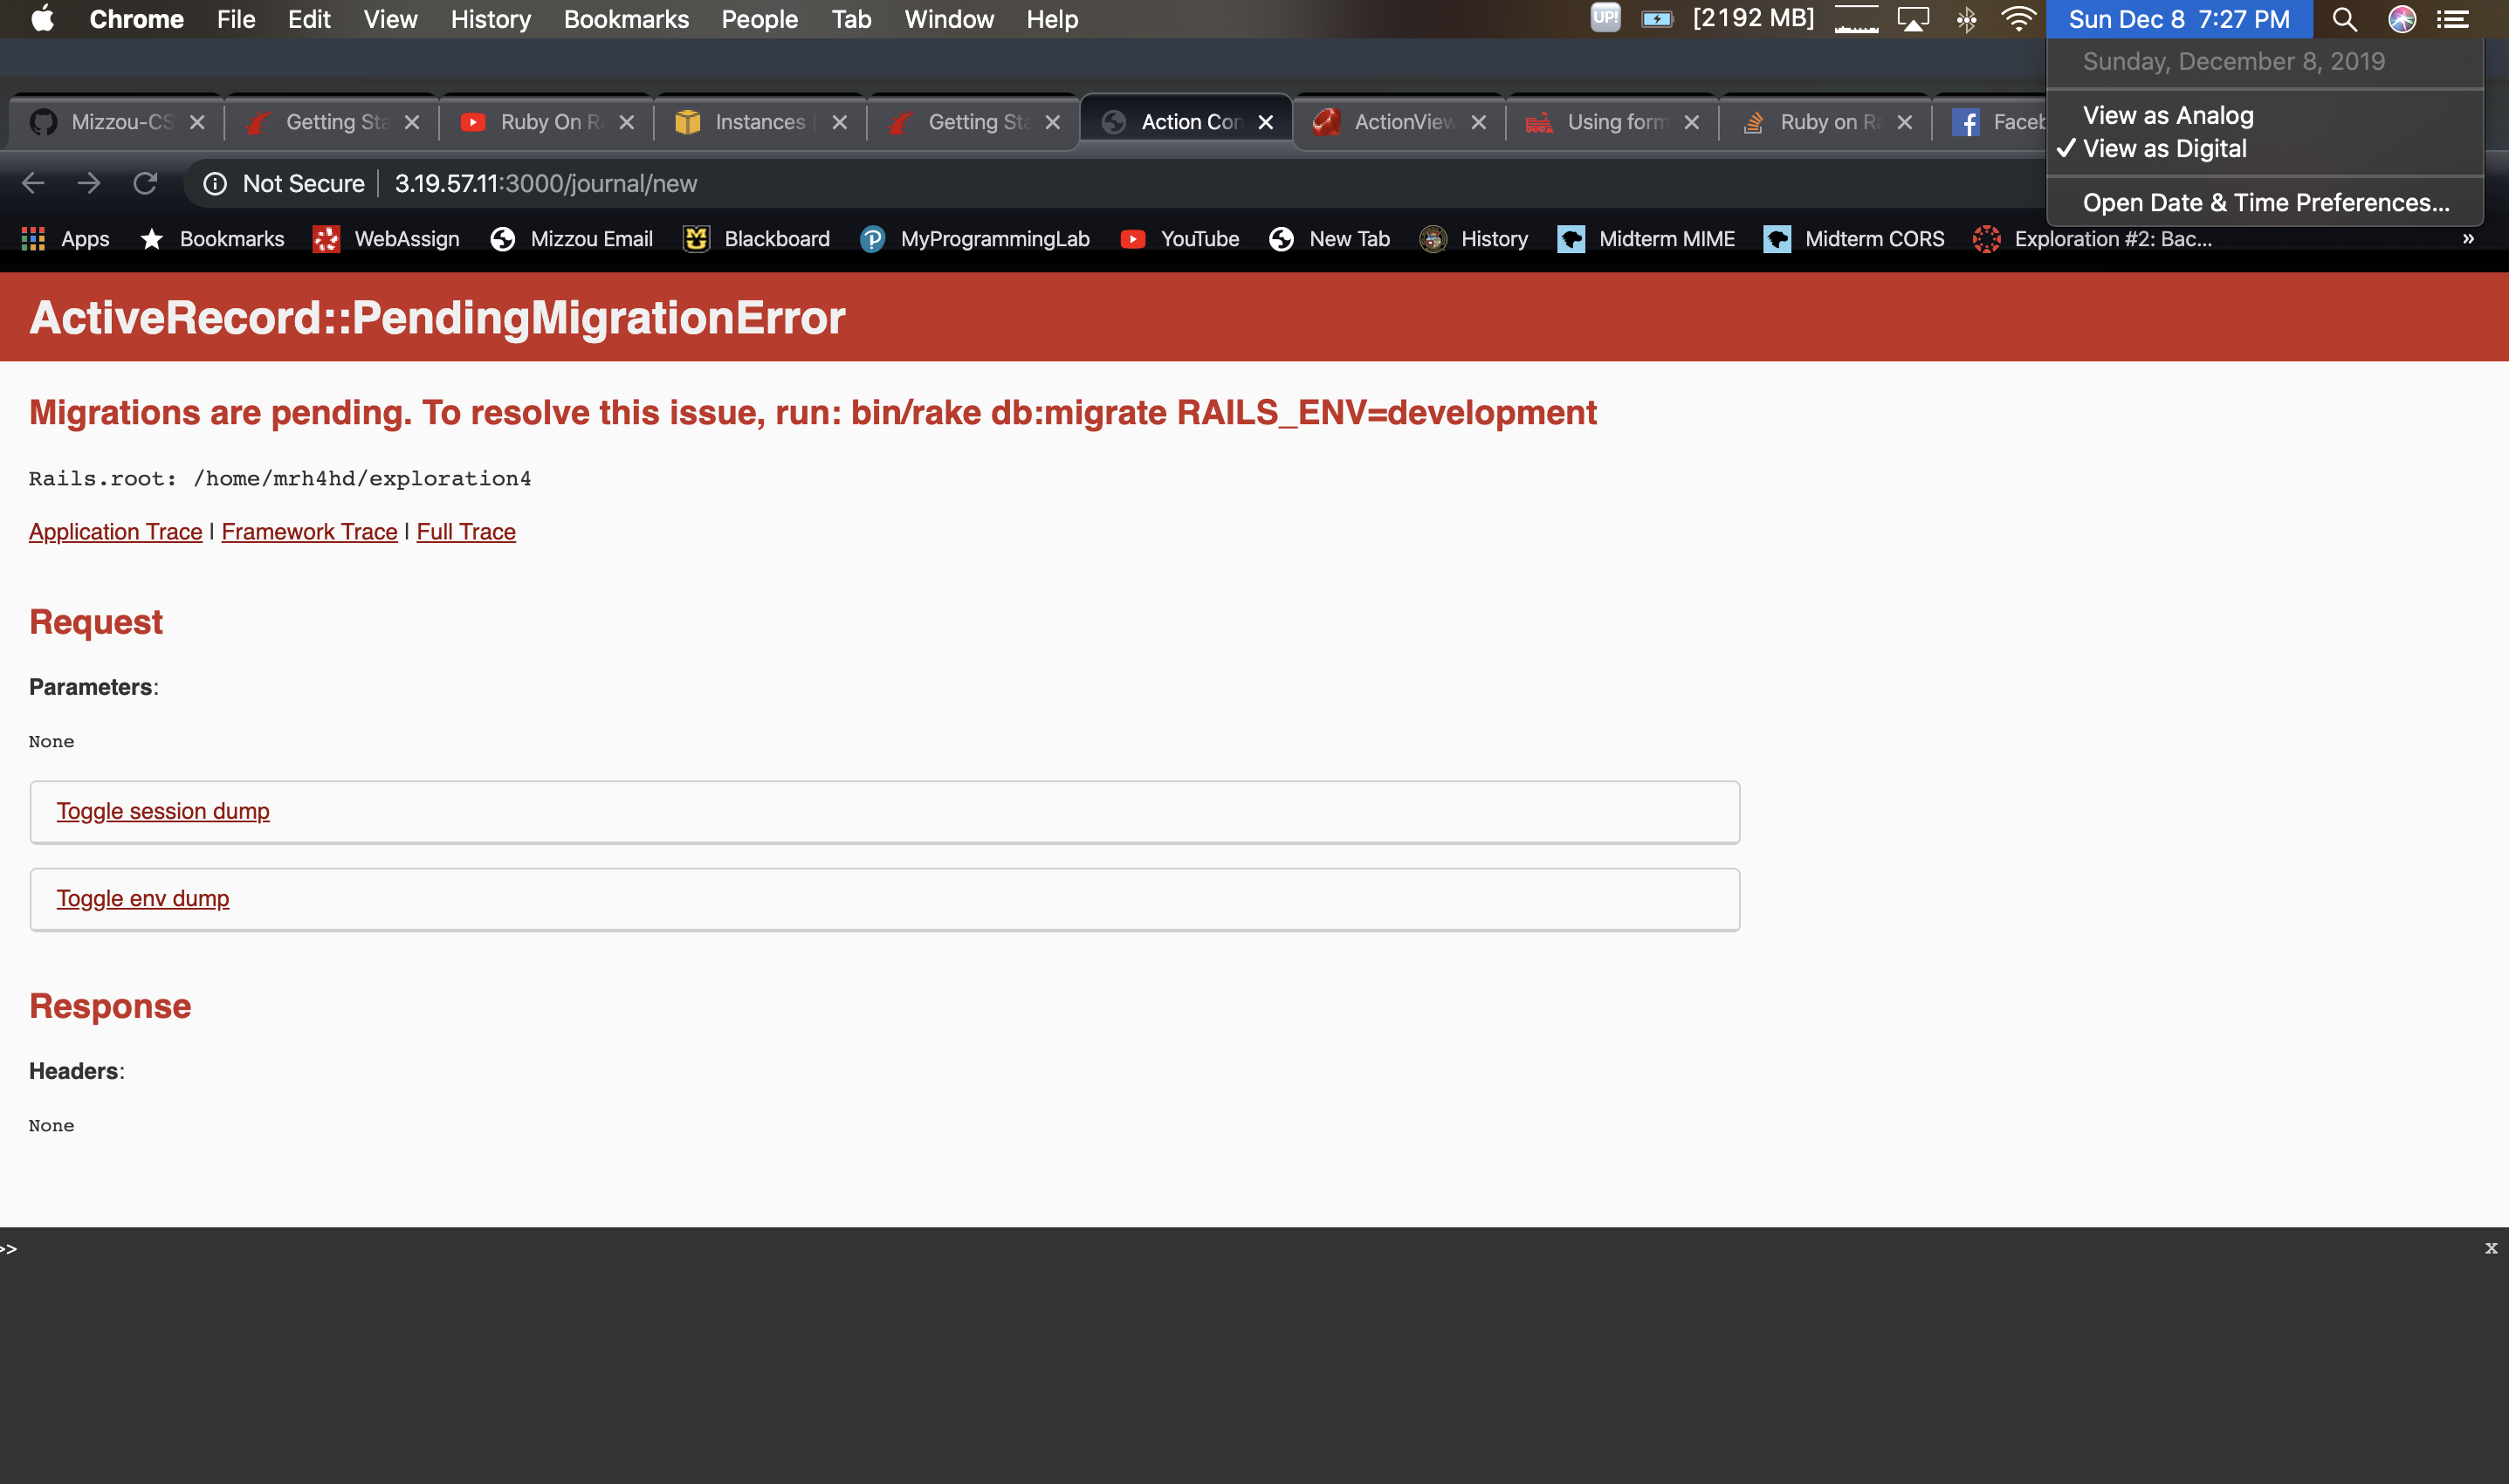 Chrome File Edit View History Bookmarks People Tab Window Help UP! [2192 MB] Sun Dec 8 7:27 PM
Sunday, December 8, 2019
View as Analog
✓ View as Digital
Open Date & Time Preferences...
Mizzou-CS Getting Sta Ruby On R Instances Getting Sta Action Con ActionView Using form Ruby on Ra Faceb
Not Secure 3.19.57.11:3000/journal/new
Apps Bookmarks WebAssign Mizzou Email Blackboard MyProgrammingLab YouTube New Tab History Midterm MIME Midterm CORS Exploration #2: Bac... »
ActiveRecord::PendingMigrationError
Migrations are pending. To resolve this issue, run: bin/rake db:migrate RAILS_ENV=development
Rails.root: /home/mrh4hd/exploration4
Application Trace | Framework Trace | Full Trace
Request
Parameters:
None
Toggle session dump
Toggle env dump
Response
Headers:
None
>> x